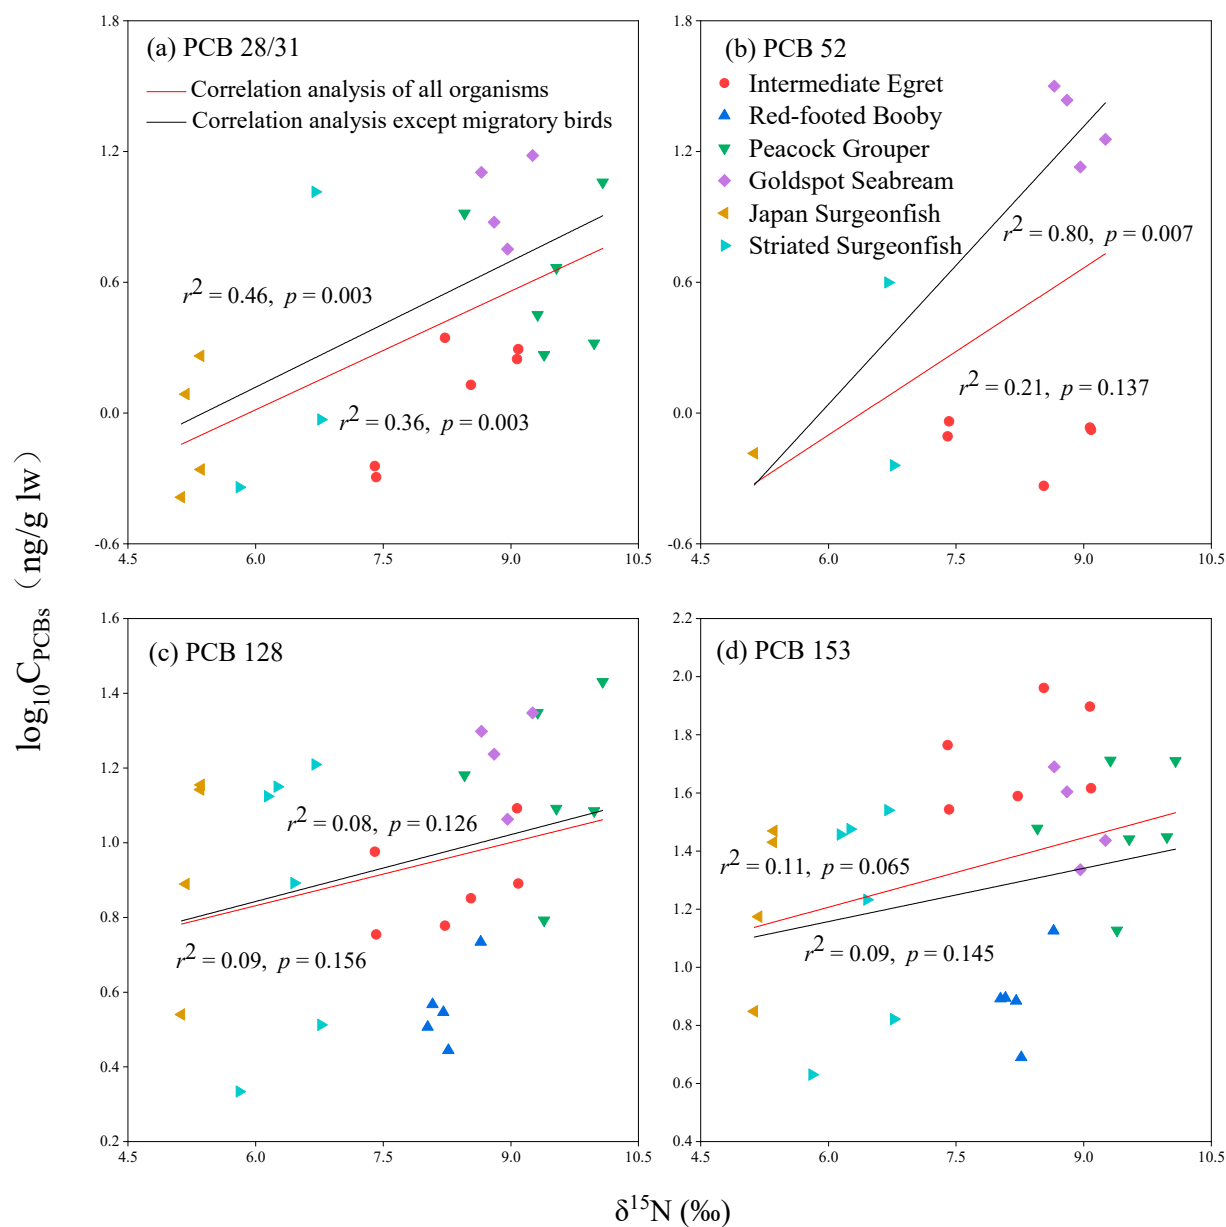 (a) PCB 28/31
Correlation analysis of all organisms
Correlation analysis except migratory birds
r² = 0.46, p = 0.003
r² = 0.36, p = 0.003
1.8
1.2
0.6
0.0
-0.6
4.5 6.0 7.5 9.0 10.5
(b) PCB 52
Intermediate Egret
Red-footed Booby
Peacock Grouper
Goldspot Seabream
Japan Surgeonfish
Striated Surgeonfish
r² = 0.80, p = 0.007
r² = 0.21, p = 0.137
1.8
1.2
0.6
0.0
-0.6
4.5 6.0 7.5 9.0 10.5
log₁₀C_PCBs（ng/g lw）
(c) PCB 128
r² = 0.08, p = 0.126
r² = 0.09, p = 0.156
1.6
1.4
1.2
1.0
0.8
0.6
0.4
0.2
4.5 6.0 7.5 9.0 10.5
(d) PCB 153
r² = 0.11, p = 0.065
r² = 0.09, p = 0.145
2.2
2.0
1.8
1.6
1.4
1.2
1.0
0.8
0.6
0.4
4.5 6.0 7.5 9.0 10.5
δ¹⁵N (‰)